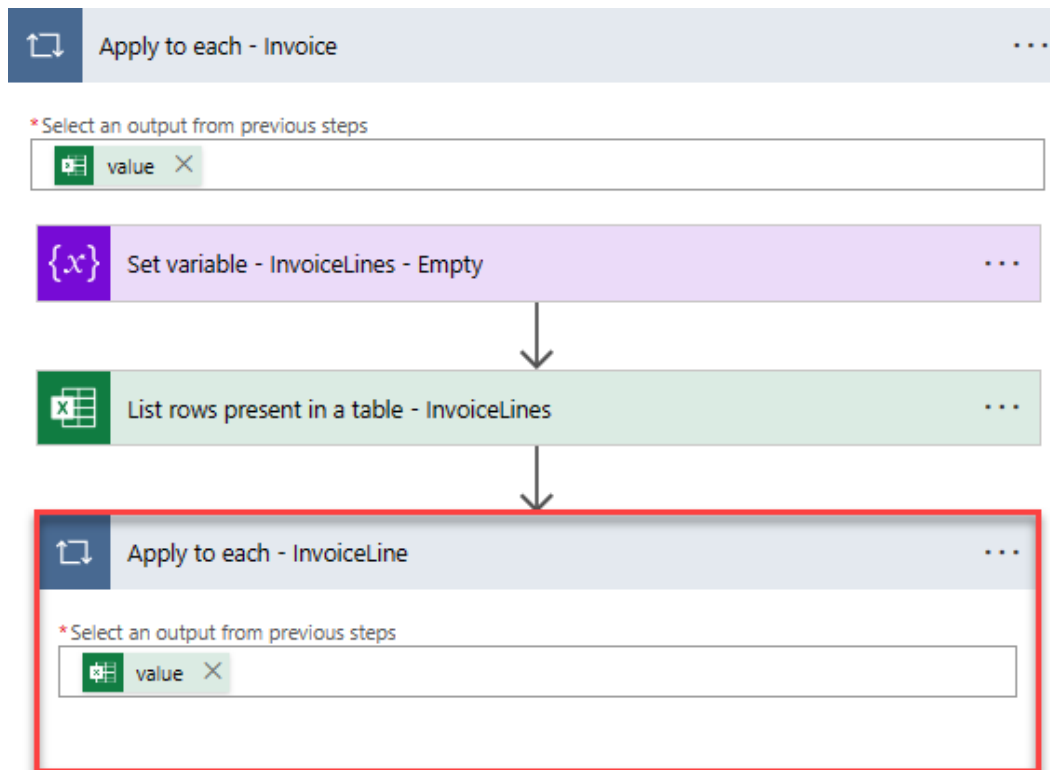 Apply to each - Invoice
* Select an output from previous steps
value
{x} Set variable - InvoiceLines - Empty
List rows present in a table - InvoiceLines
Apply to each - InvoiceLine
* Select an output from previous steps
value